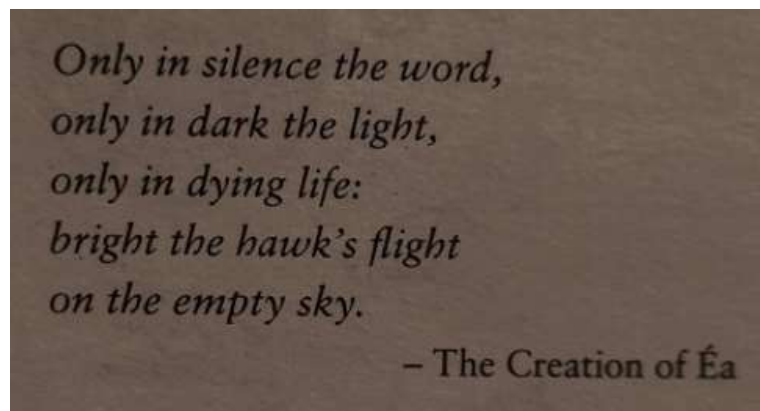 Only in silence the word,
only in dark the light,
only in dying life:
bright the hawk’s flight
on the empty sky.
– The Creation of Éa